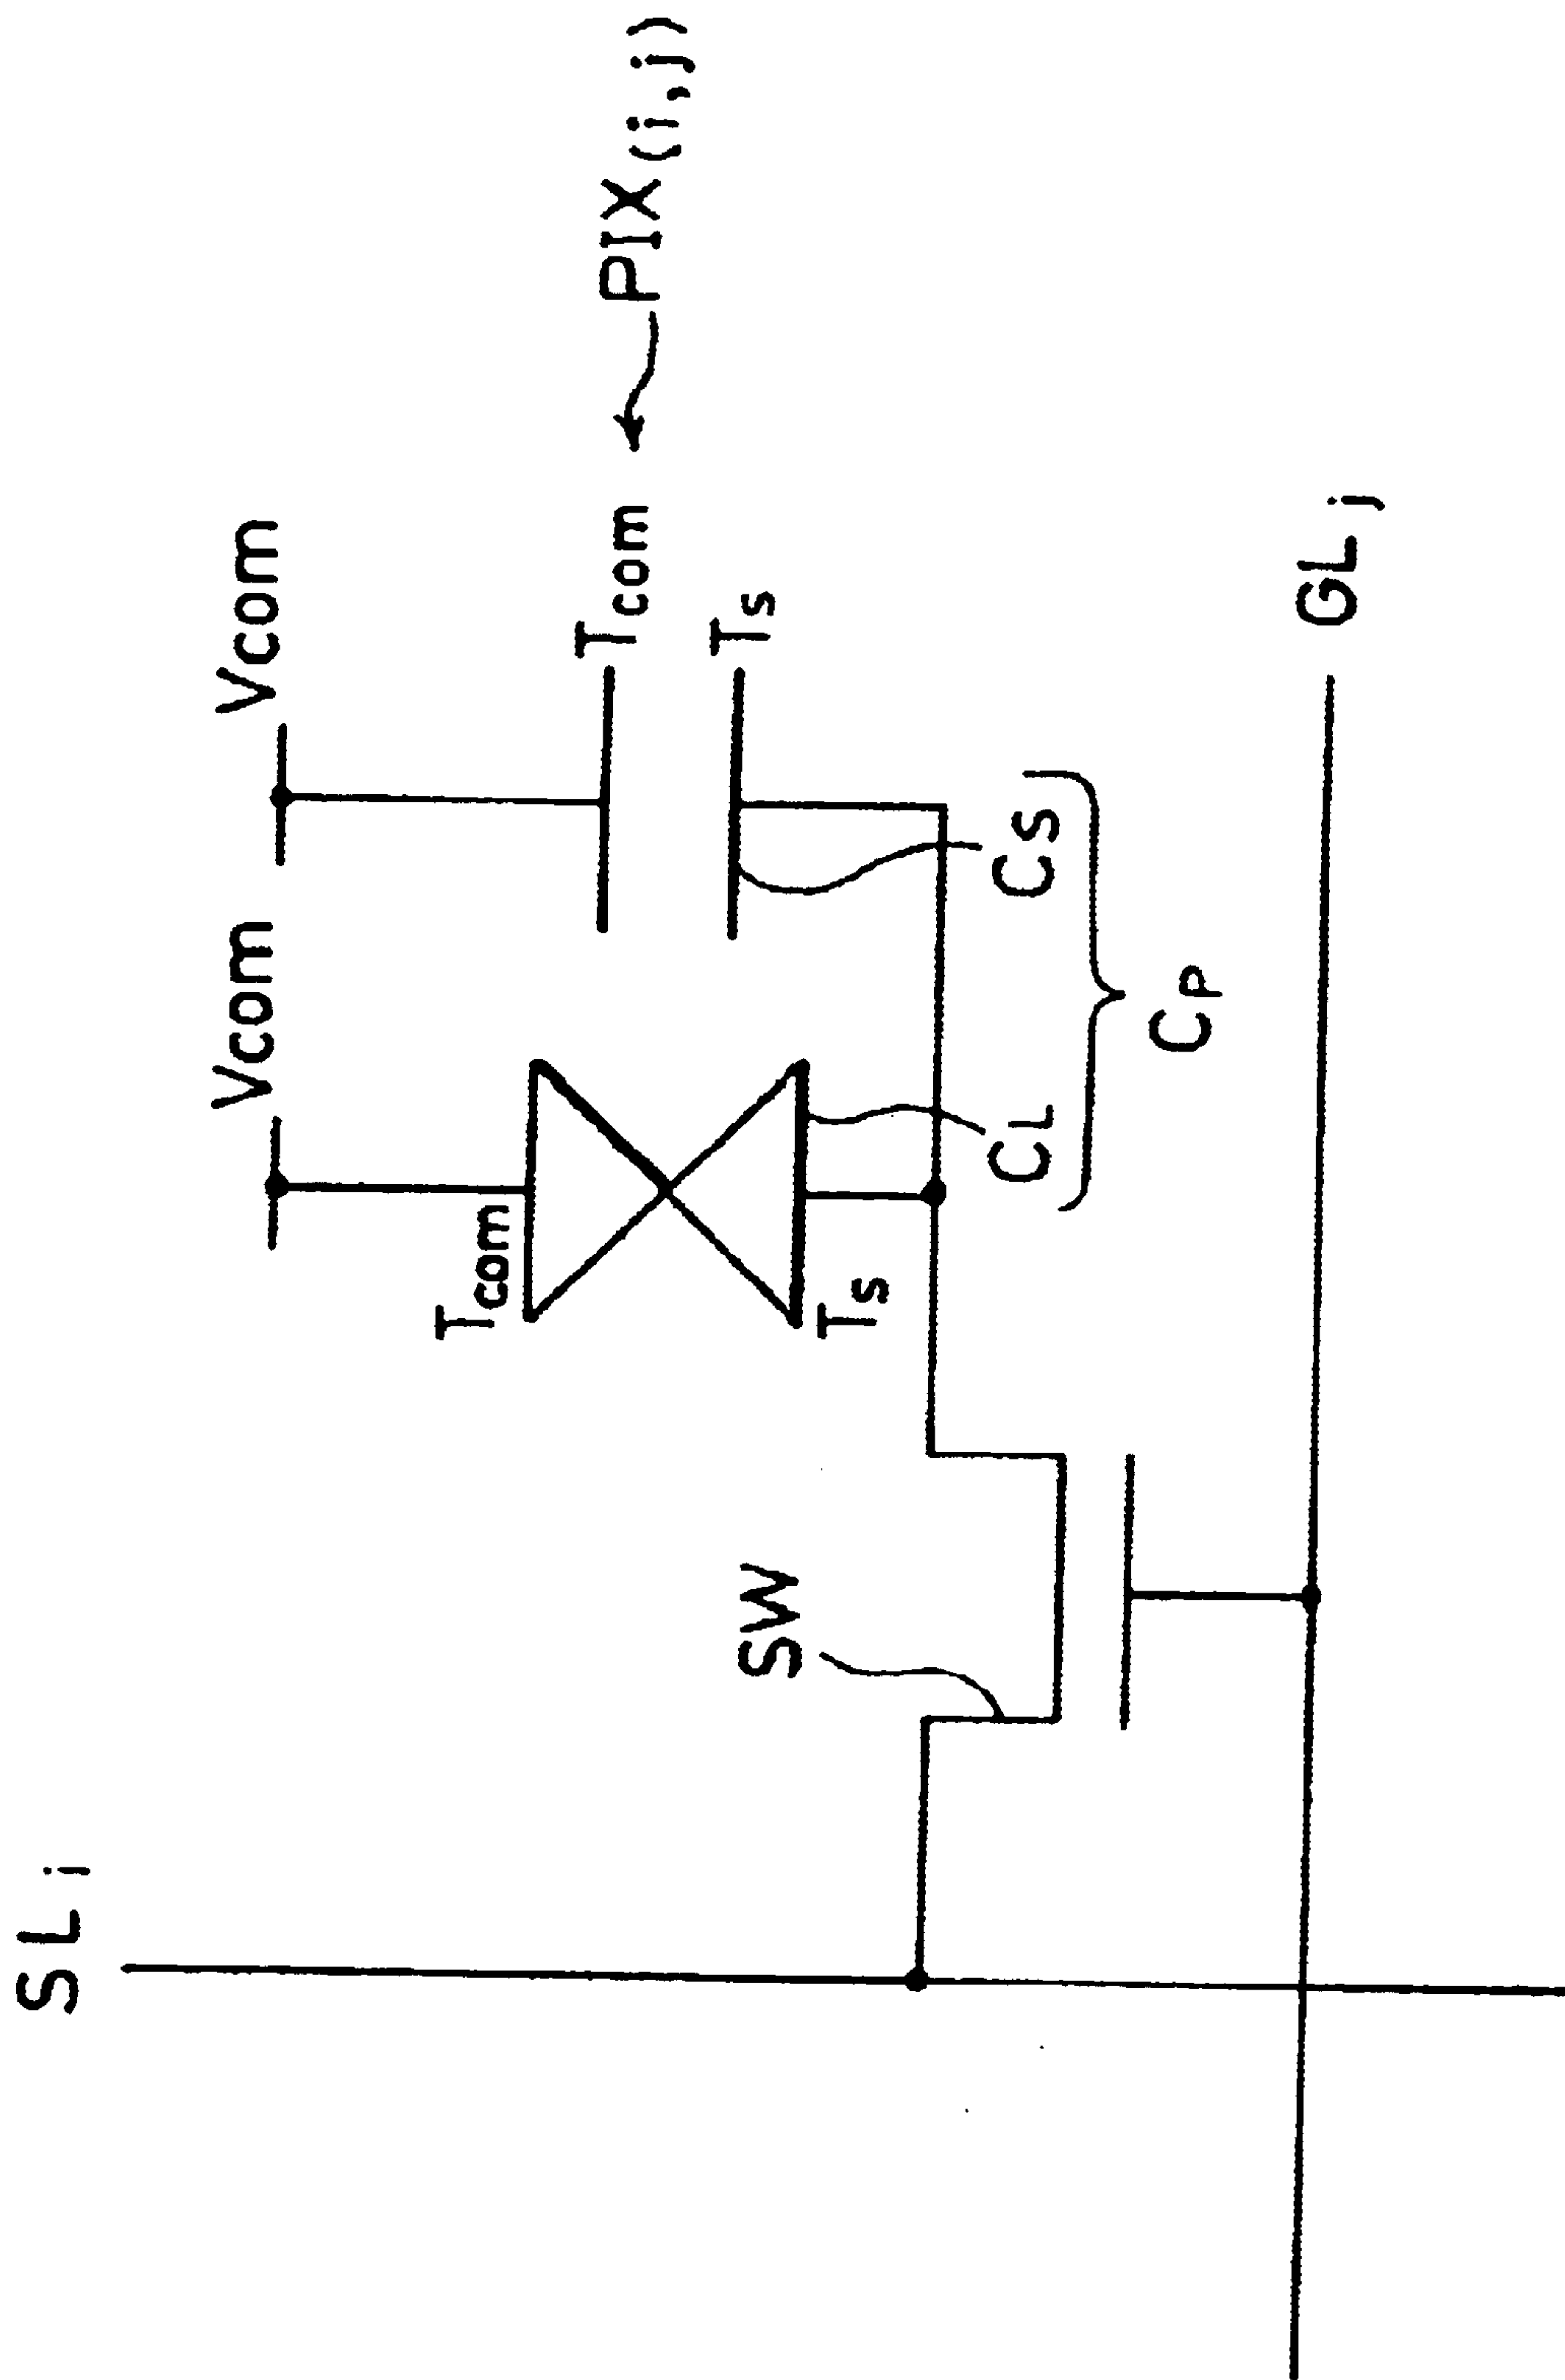 SLi
Vcom
Vcom
Tcom
Tcom
PIX(i,j)
Ts
Ts
SW
CL
CS
CP
GLj